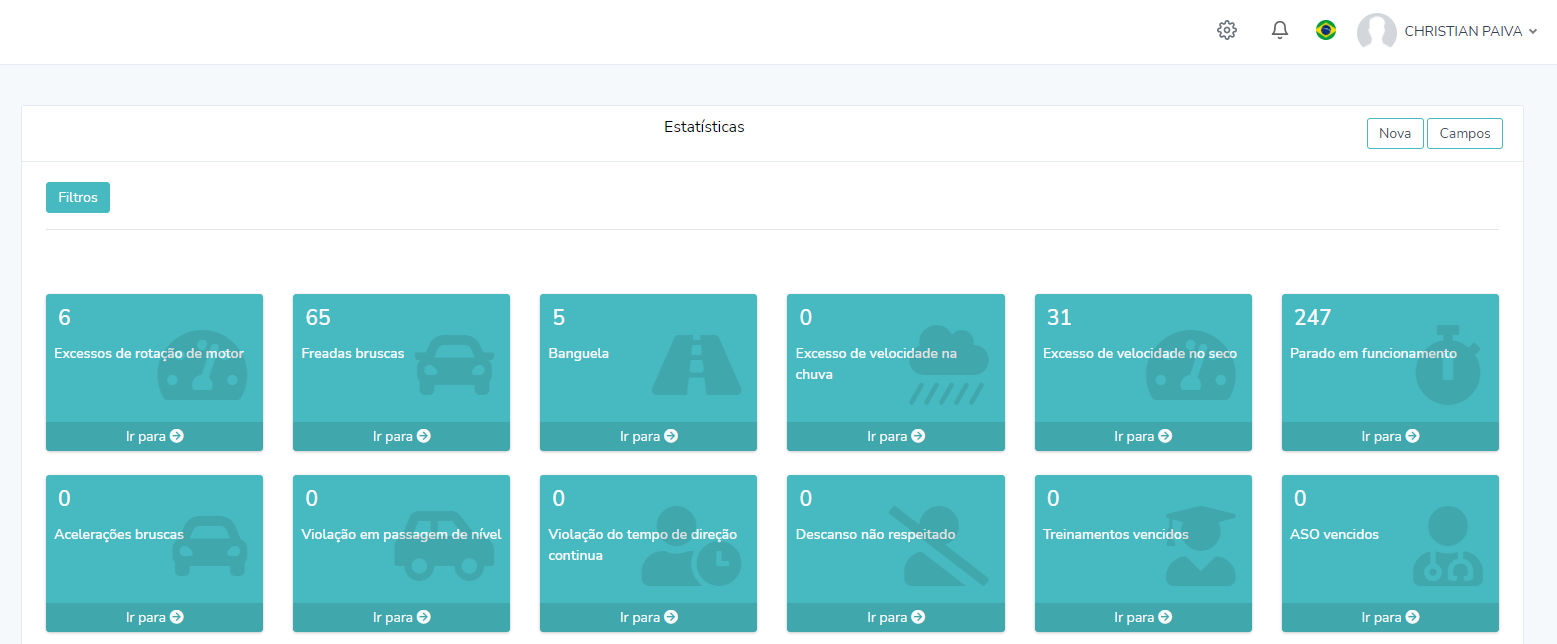 CHRISTIAN PAIVA
Estatísticas
Nova
Campos
Filtros
6
Excessos de rotação de motor
Ir para
65
Freadas bruscas
Ir para
5
Banguela
Ir para
0
Excesso de velocidade na
chuva
Ir para
31
Excesso de velocidade no seco
Ir para
247
Parado em funcionamento
Ir para
0
Acelerações bruscas
Ir para
0
Violação em passagem de nível
Ir para
0
Violação do tempo de direção
continua
Ir para
0
Descanso não respeitado
Ir para
0
Treinamentos vencidos
Ir para
0
ASO vencidos
Ir para